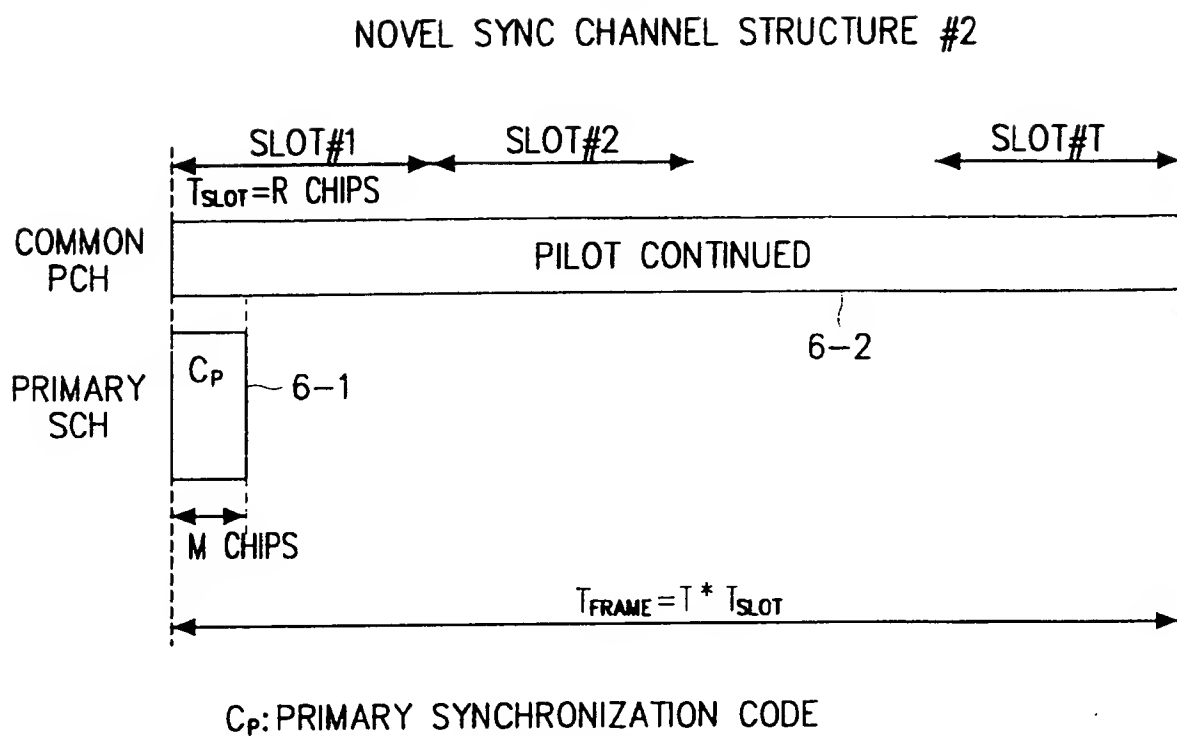 NOVEL SYNC CHANNEL STRUCTURE #2
SLOT#1
SLOT#2
SLOT#T
TSLOT=R CHIPS
COMMON
PCH
PILOT CONTINUED
6-2
PRIMARY
SCH
CP
6-1
M CHIPS
TFRAME=T* TSLOT
CP: PRIMARY SYNCHRONIZATION CODE